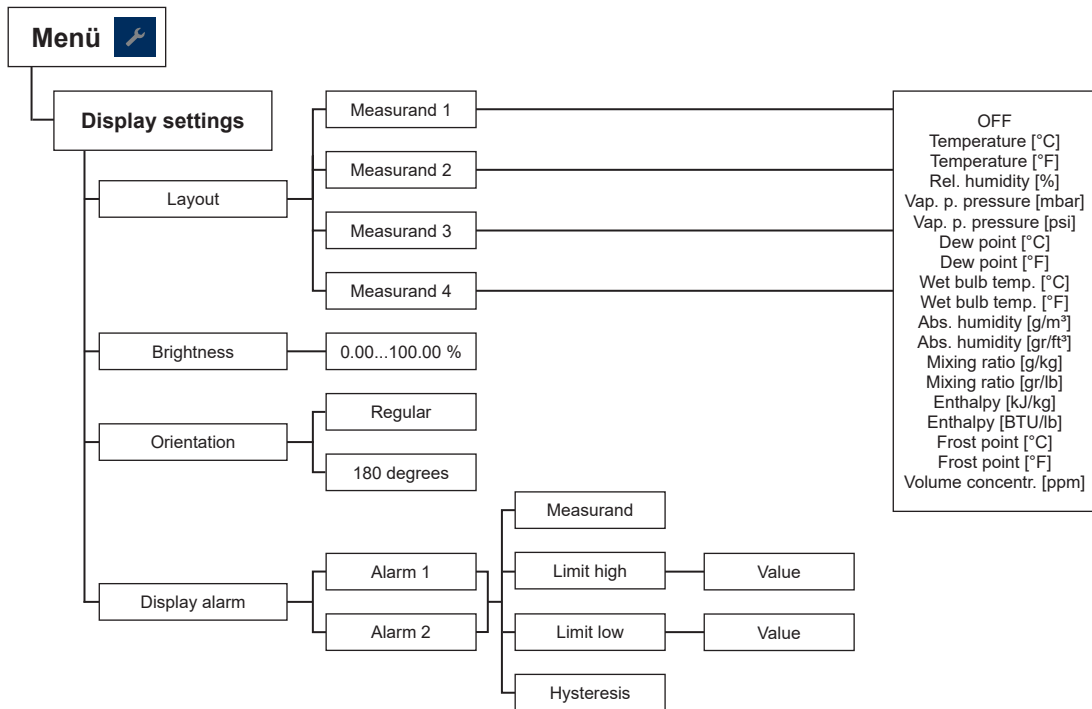 Menü
Display settings
Layout
Measurand 1
Measurand 2
Measurand 3
Measurand 4
OFF
Temperature [°C]
Temperature [°F]
Rel. humidity [%]
Vap. p. pressure [mbar]
Vap. p. pressure [psi]
Dew point [°C]
Dew point [°F]
Wet bulb temp. [°C]
Wet bulb temp. [°F]
Abs. humidity [g/m³]
Abs. humidity [gr/ft³]
Mixing ratio [g/kg]
Mixing ratio [gr/lb]
Enthalpy [kJ/kg]
Enthalpy [BTU/lb]
Frost point [°C]
Frost point [°F]
Volume concentr. [ppm]
Brightness
0.00...100.00 %
Orientation
Regular
180 degrees
Display alarm
Alarm 1
Alarm 2
Measurand
Limit high
Value
Limit low
Value
Hysteresis